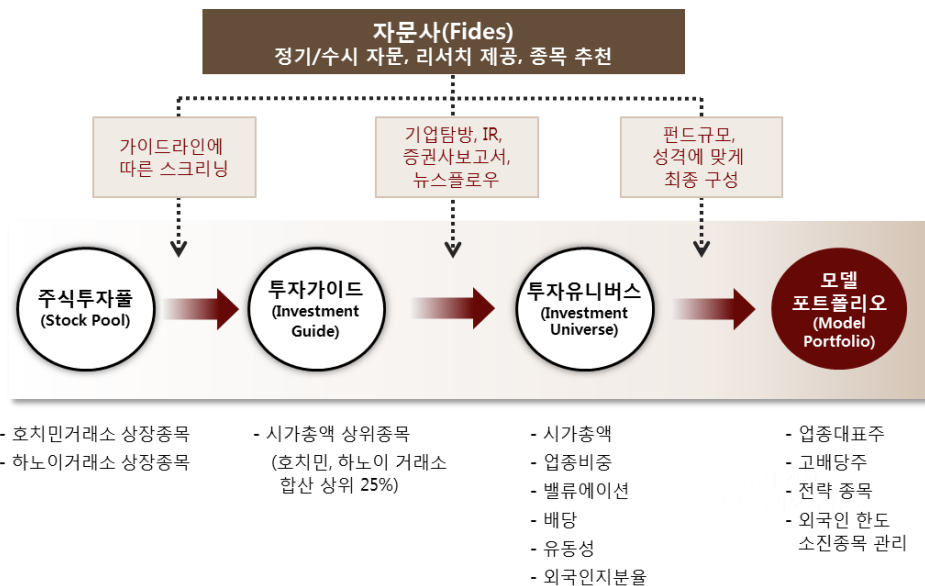 자문사(Fides)
정기/수시 자문, 리서치 제공, 종목 추천
가이드라인에
따른 스크리닝
기업탐방, IR,
증권사보고서,
뉴스플로우
펀드규모,
성격에 맞게
최종 구성
주식투자풀
(Stock Pool)
투자가이드
(Investment
Guide)
투자유니버스
(Investment
Universe)
모델
포트폴리오
(Model
Portfolio)
- 호치민거래소 상장종목
- 하노이거래소 상장종목
- 시가총액 상위종목
(호치민, 하노이 거래소
합산 상위 25%)
- 시가총액
- 업종비중
- 밸류에이션
- 배당
- 유동성
- 외국인지분율
- 업종대표주
- 고배당주
- 전략 종목
- 외국인 한도
소진종목 관리